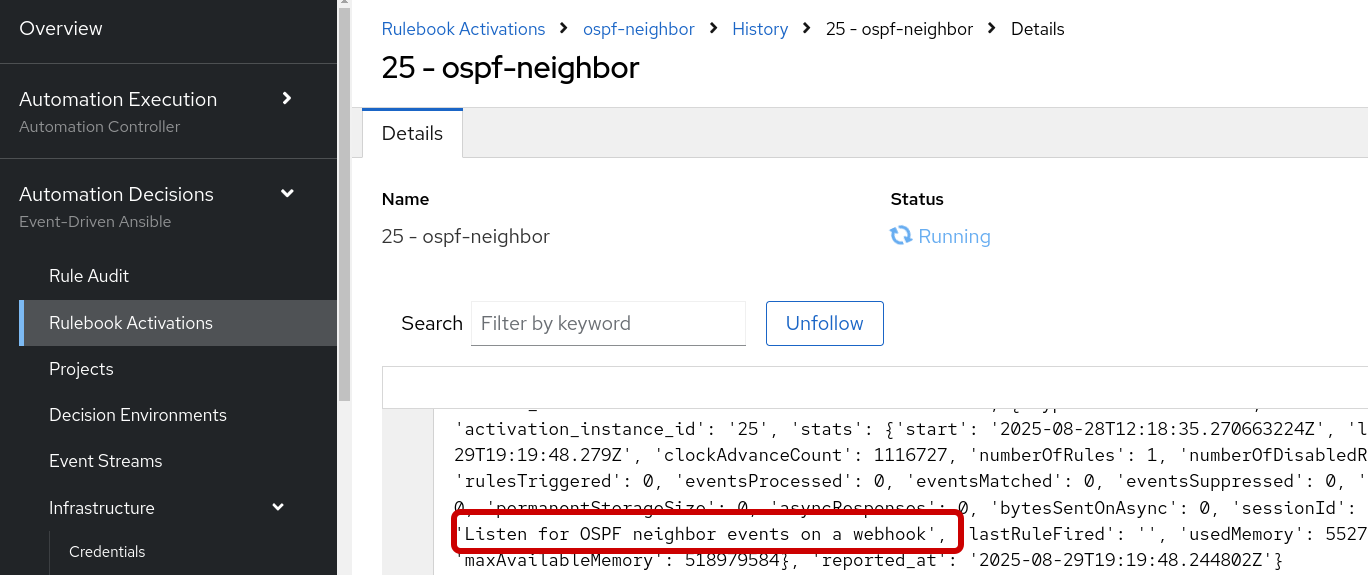 Overview
Automation Execution
Automation Controller
Automation Decisions
Event-Driven Ansible
Rule Audit
Rulebook Activations
Projects
Decision Environments
Event Streams
Infrastructure
Credentials
Rulebook Activations > ospf-neighbor > History > 25 - ospf-neighbor > Details
25 - ospf-neighbor
Details
Name
25 - ospf-neighbor
Status
Running
Search
Filter by keyword
Unfollow
'activation_instance_id': '25', 'stats': {'start': '2025-08-28T12:18:35.270663224Z', 'l
29T19:19:48.279Z', 'clockAdvanceCount': 1116727, 'numberOfRules': 1, 'numberOfDisabledR
'rulesTriggered': 0, 'eventsProcessed': 0, 'eventsMatched': 0, 'eventsSuppressed': 0, '
0, 'permanentStorageSize': 0, 'asyncResponses': 0, 'bytesSentOnAsync': 0, 'sessionId':
'Listen for OSPF neighbor events on a webhook', lastRuleFired': '', 'usedMemory': 5527
'maxAvailableMemory': 518979584}, 'reported_at': '2025-08-29T19:19:48.244802Z'}